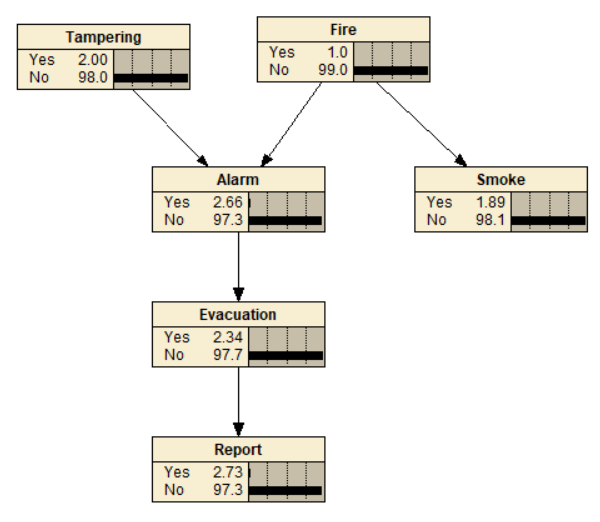 Tampering
Yes 2.00
No 98.0
Fire
Yes 1.0
No 99.0
Alarm
Yes 2.66
No 97.3
Smoke
Yes 1.89
No 98.1
Evacuation
Yes 2.34
No 97.7
Report
Yes 2.73
No 97.3